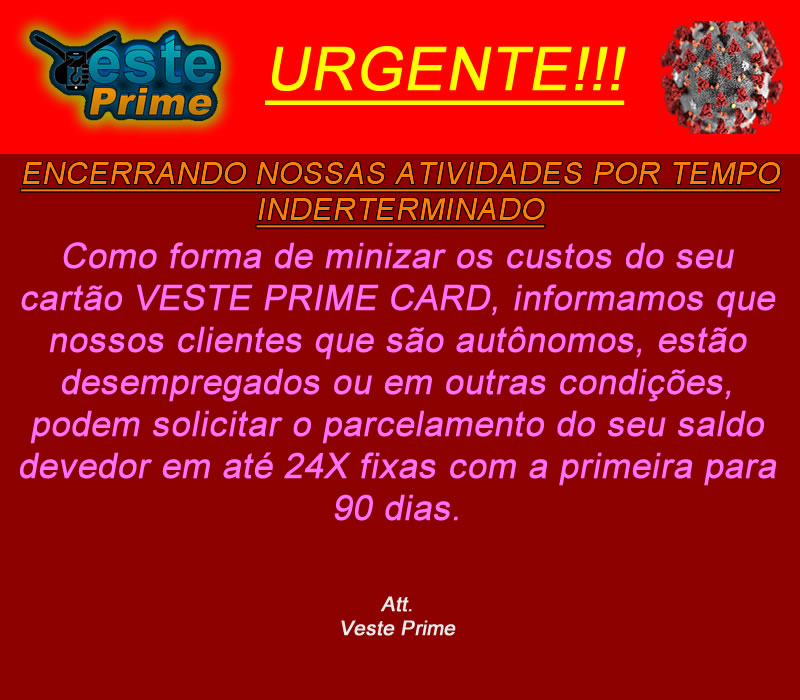 Veste
Prime
URGENTE!!!
ENCERRANDO NOSSAS ATIVIDADES POR TEMPO
INDERTERMINADO
Como forma de minizar os custos do seu
cartão VESTE PRIME CARD, informamos que
nossos clientes que são autônomos, estão
desempregados ou em outras condições,
podem solicitar o parcelamento do seu saldo
devedor em até 24X fixas com a primeira para
90 dias.
Att.
Veste Prime